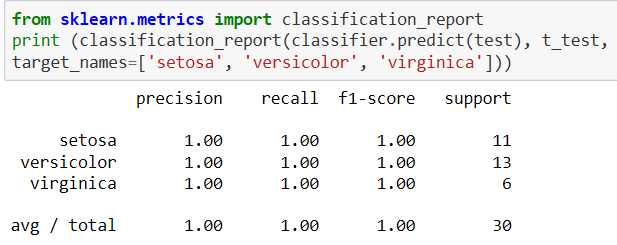 from sklearn.metrics import classification_report
print (classification_report(classifier.predict(test), t_test,
target_names=['setosa', 'versicolor', 'virginica']))
precision recall f1-score support
setosa 1.00 1.00 1.00 11
versicolor 1.00 1.00 1.00 13
virginica 1.00 1.00 1.00 6
avg / total 1.00 1.00 1.00 30